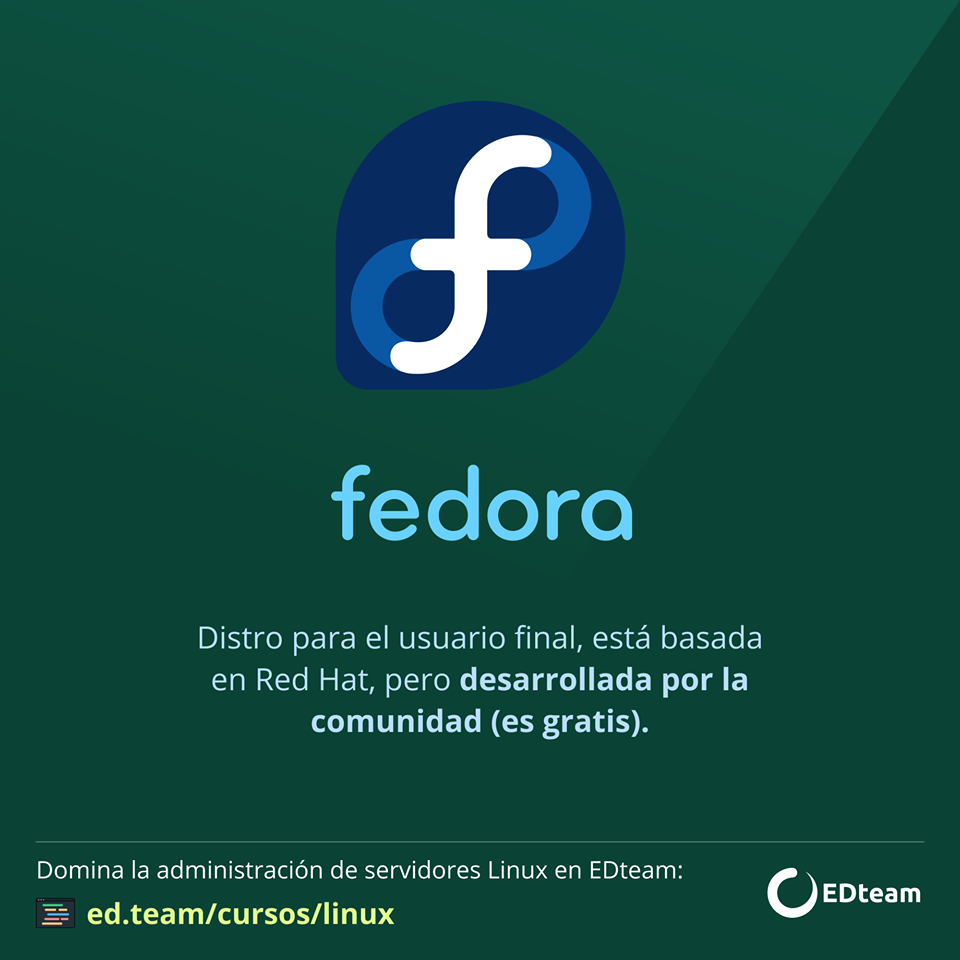 fedora
Distro para el usuario final, está basada
en Red Hat, pero desarrollada por la
comunidad (es gratis).
Domina la administración de servidores Linux en EDteam:
ed.team/cursos/linux
EDteam